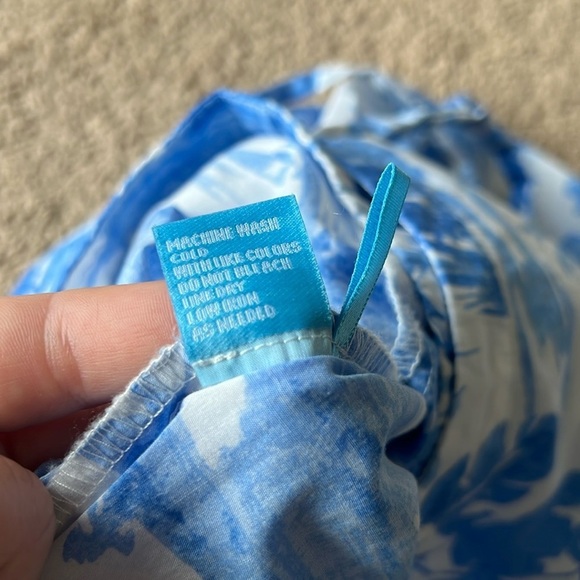 MACHINE WASH
COLD
WITH LIKE COLORS
DO NOT BLEACH
LINE DRY
LOW IRON
AS NEEDED